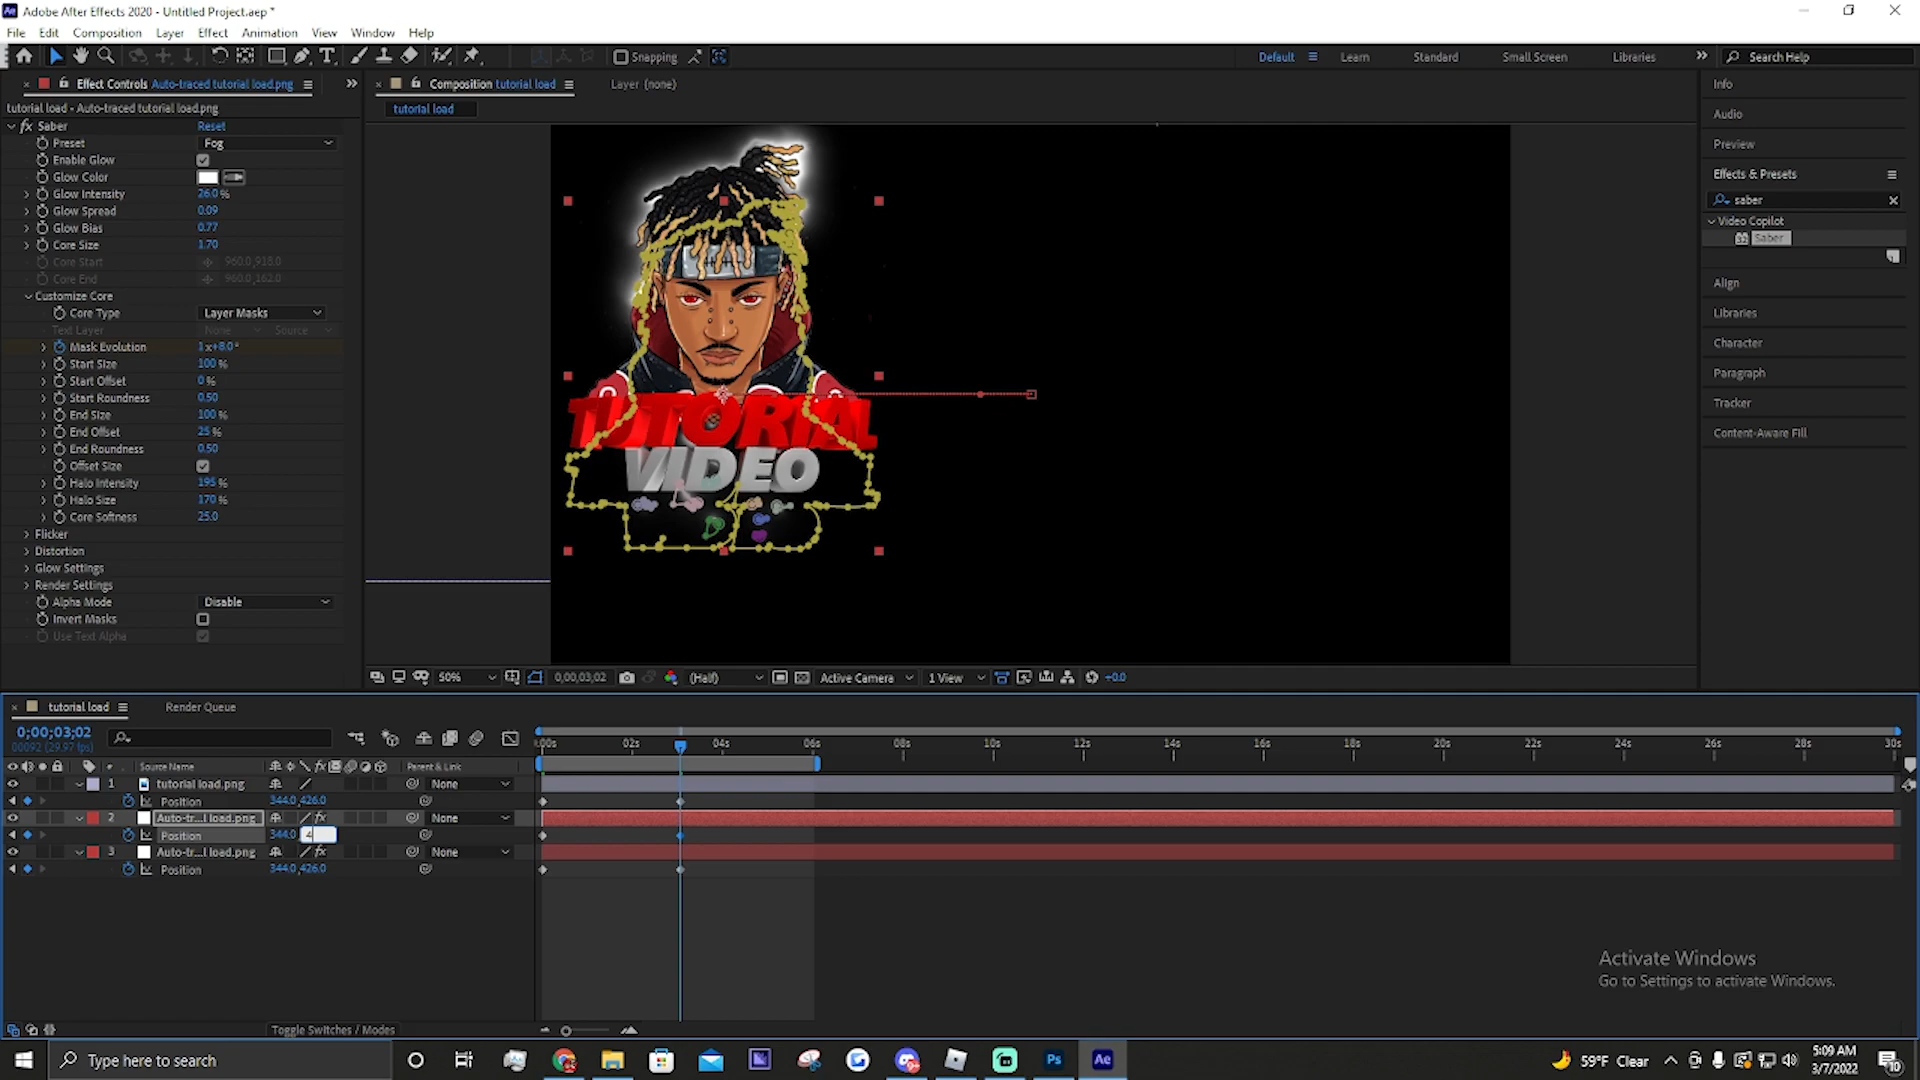 Adobe After Effects 2020 - Untitled Project.aep *
File Edit Composition Layer Effect Animation View Window Help
Snapping Default Learn Standard Small Screen Libraries Search Help
Effect Controls Auto-traced tutorial load.png
Composition tutorial load
Layer (none)
tutorial load - Auto-traced tutorial load.png
tutorial load
fx Saber Reset
Preset Fog
Enable Glow
Glow Color
Glow Intensity 26.0 %
Glow Spread 0.09
Glow Bias 0.77
Core Size 1.70
Core Start 960.0,915.0
Core End 960.0,162.0
Customize Core
Core Type Layer Masks
Text Layer None Source
Mask Evolution 1x+8.0°
Start Size 100 %
Start Offset 0 %
Start Roundness 0.50
End Size 100 %
End Offset 25 %
End Roundness 0.50
Offset Size
Halo Intensity 195 %
Halo Size 170 %
Core Softness 25.0
Flicker
Distortion
Glow Settings
Render Settings
Alpha Mode Disable
Invert Masks
Use Text Alpha
TUTORIAL
VIDEO
Info
Audio
Preview
Effects & Presets
saber
Video Copilot
32 Saber
Align
Libraries
Character
Paragraph
Tracker
Content-Aware Fill
50% 0;00;03;02 (Half) Active Camera 1 View +0.0
tutorial load Render Queue
0;00;03;02
00092 (29.97 fps)
:00s 02s 04s 06s 08s 10s 12s 14s 16s 18s 20s 22s 24s 26s 28s 30s
# Source Name fx Parent & Link
1 tutorial load.png None
Position 344.0,426.0
2 Auto-tr...l load.png fx None
Position 344.0 4
3 Auto-tr...l load.png fx None
Position 344.0,426.0
Toggle Switches / Modes
Activate Windows
Go to Settings to activate Windows.
Type here to search
Ps Ae
59°F Clear
5:09 AM
3/7/2022
10